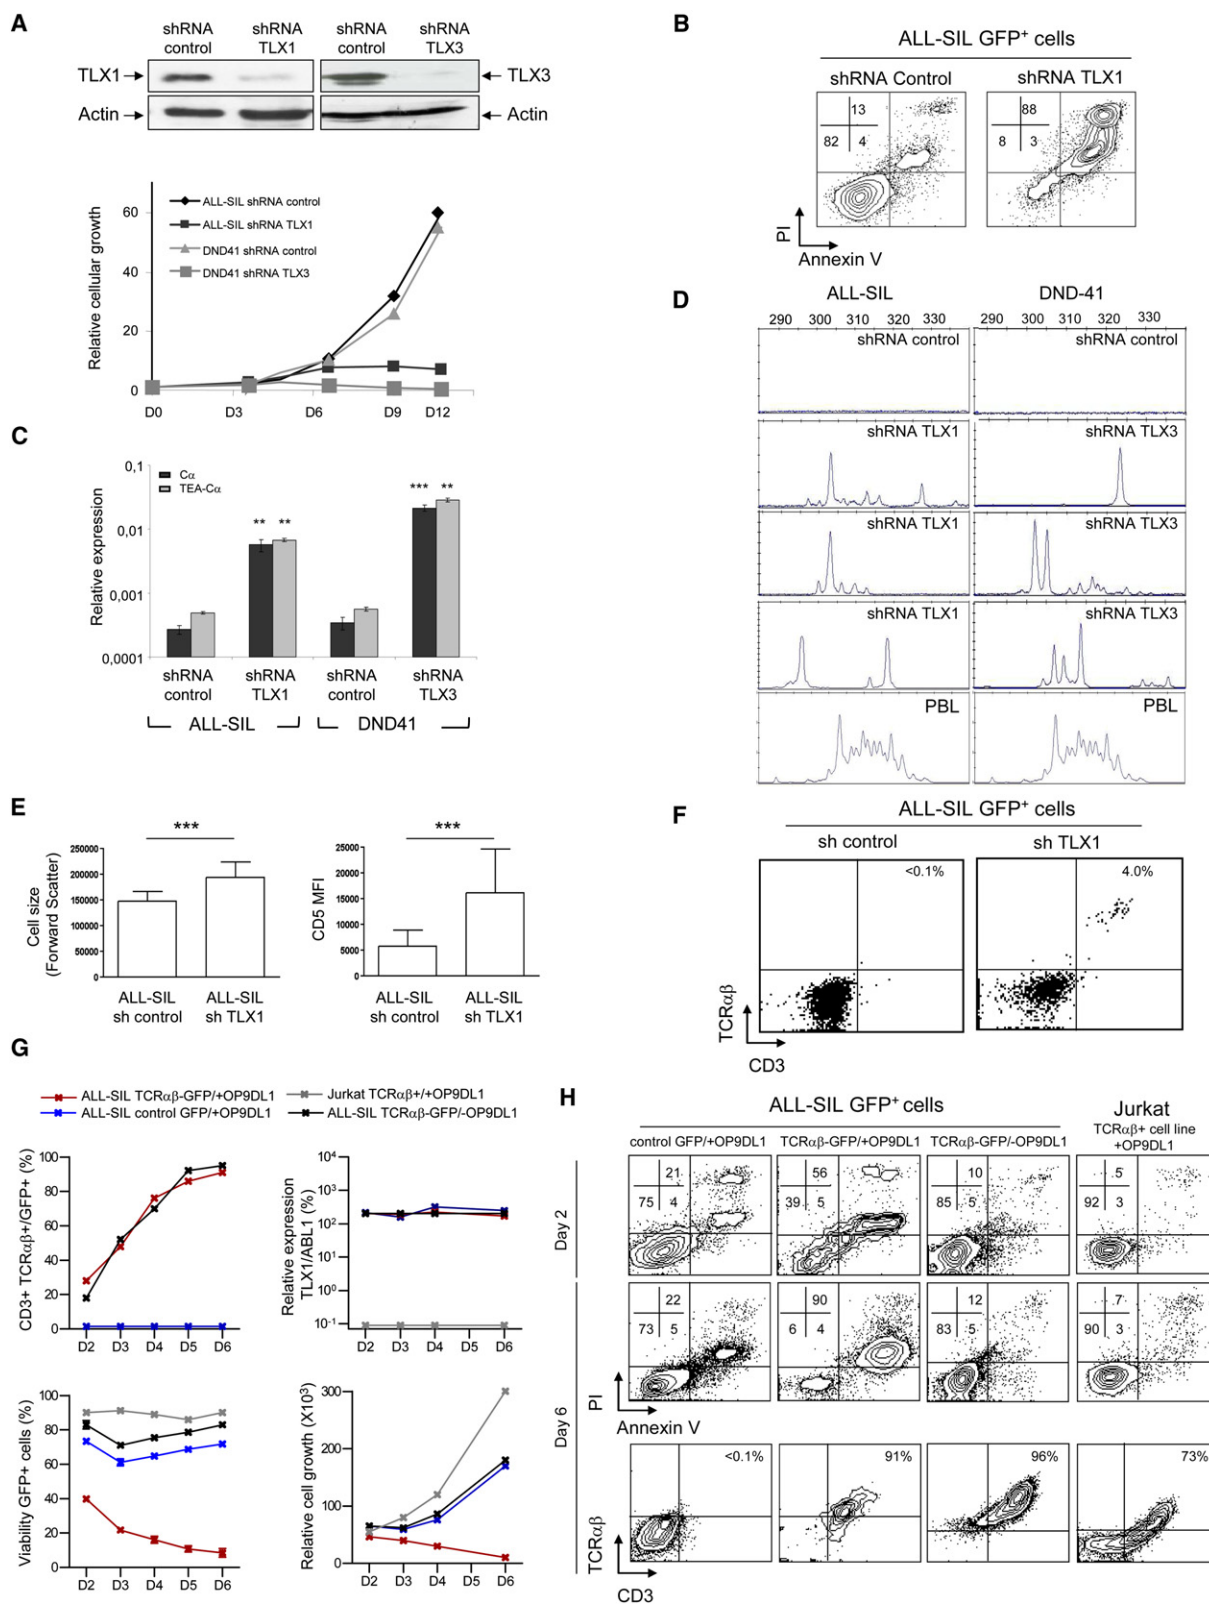 A
shRNA control
shRNA TLX1
shRNA control
shRNA TLX3
TLX1
TLX3
Actin
Actin
Relative cellular growth
60
40
20
0
D0 D3 D6 D9 D12
ALL-SIL shRNA control
ALL-SIL shRNA TLX1
DND41 shRNA control
DND41 shRNA TLX3
B
ALL-SIL GFP+ cells
shRNA Control
shRNA TLX1
13
82 4
88
8 3
PI
Annexin V
C
Relative expression
0,1
0,01
0,001
0,0001
Cα
TEA-Cα
** **
*** **
shRNA control
shRNA TLX1
shRNA control
shRNA TLX3
ALL-SIL
DND41
D
ALL-SIL
DND-41
290 300 310 320 330
290 300 310 320 330
shRNA control
shRNA control
shRNA TLX1
shRNA TLX3
shRNA TLX1
shRNA TLX3
shRNA TLX1
shRNA TLX3
PBL
PBL
E
***
Cell size
(Forward Scatter)
250000
200000
150000
100000
50000
0
ALL-SIL sh control
ALL-SIL sh TLX1
***
CD5 MFI
25000
20000
15000
10000
5000
0
ALL-SIL sh control
ALL-SIL sh TLX1
F
ALL-SIL GFP+ cells
sh control
sh TLX1
<0.1%
4.0%
TCRαβ
CD3
G
ALL-SIL TCRαβ-GFP/+OP9DL1
Jurkat TCRαβ+/+OP9DL1
ALL-SIL control GFP/+OP9DL1
ALL-SIL TCRαβ-GFP/-OP9DL1
CD3+ TCRαβ+/GFP+ (%)
100
80
60
40
20
0
D2 D3 D4 D5 D6
Relative expression
TLX1/ABL1 (%)
10⁴
10³
10²
10¹
10⁰
10⁻¹
D2 D3 D4 D5 D6
Viability GFP+ cells (%)
100
80
60
40
20
0
D2 D3 D4 D5 D6
Relative cell growth (X10³)
300
200
100
0
D2 D3 D4 D5 D6
H
ALL-SIL GFP+ cells
Jurkat
control GFP/+OP9DL1
TCRαβ-GFP/+OP9DL1
TCRαβ-GFP/-OP9DL1
TCRαβ+ cell line
+OP9DL1
Day 2
21
75 4
56
39 5
10
85 5
5
92 3
Day 6
22
73 5
90
6 4
12
83 5
7
90 3
PI
Annexin V
<0.1%
91%
96%
73%
TCRαβ
CD3